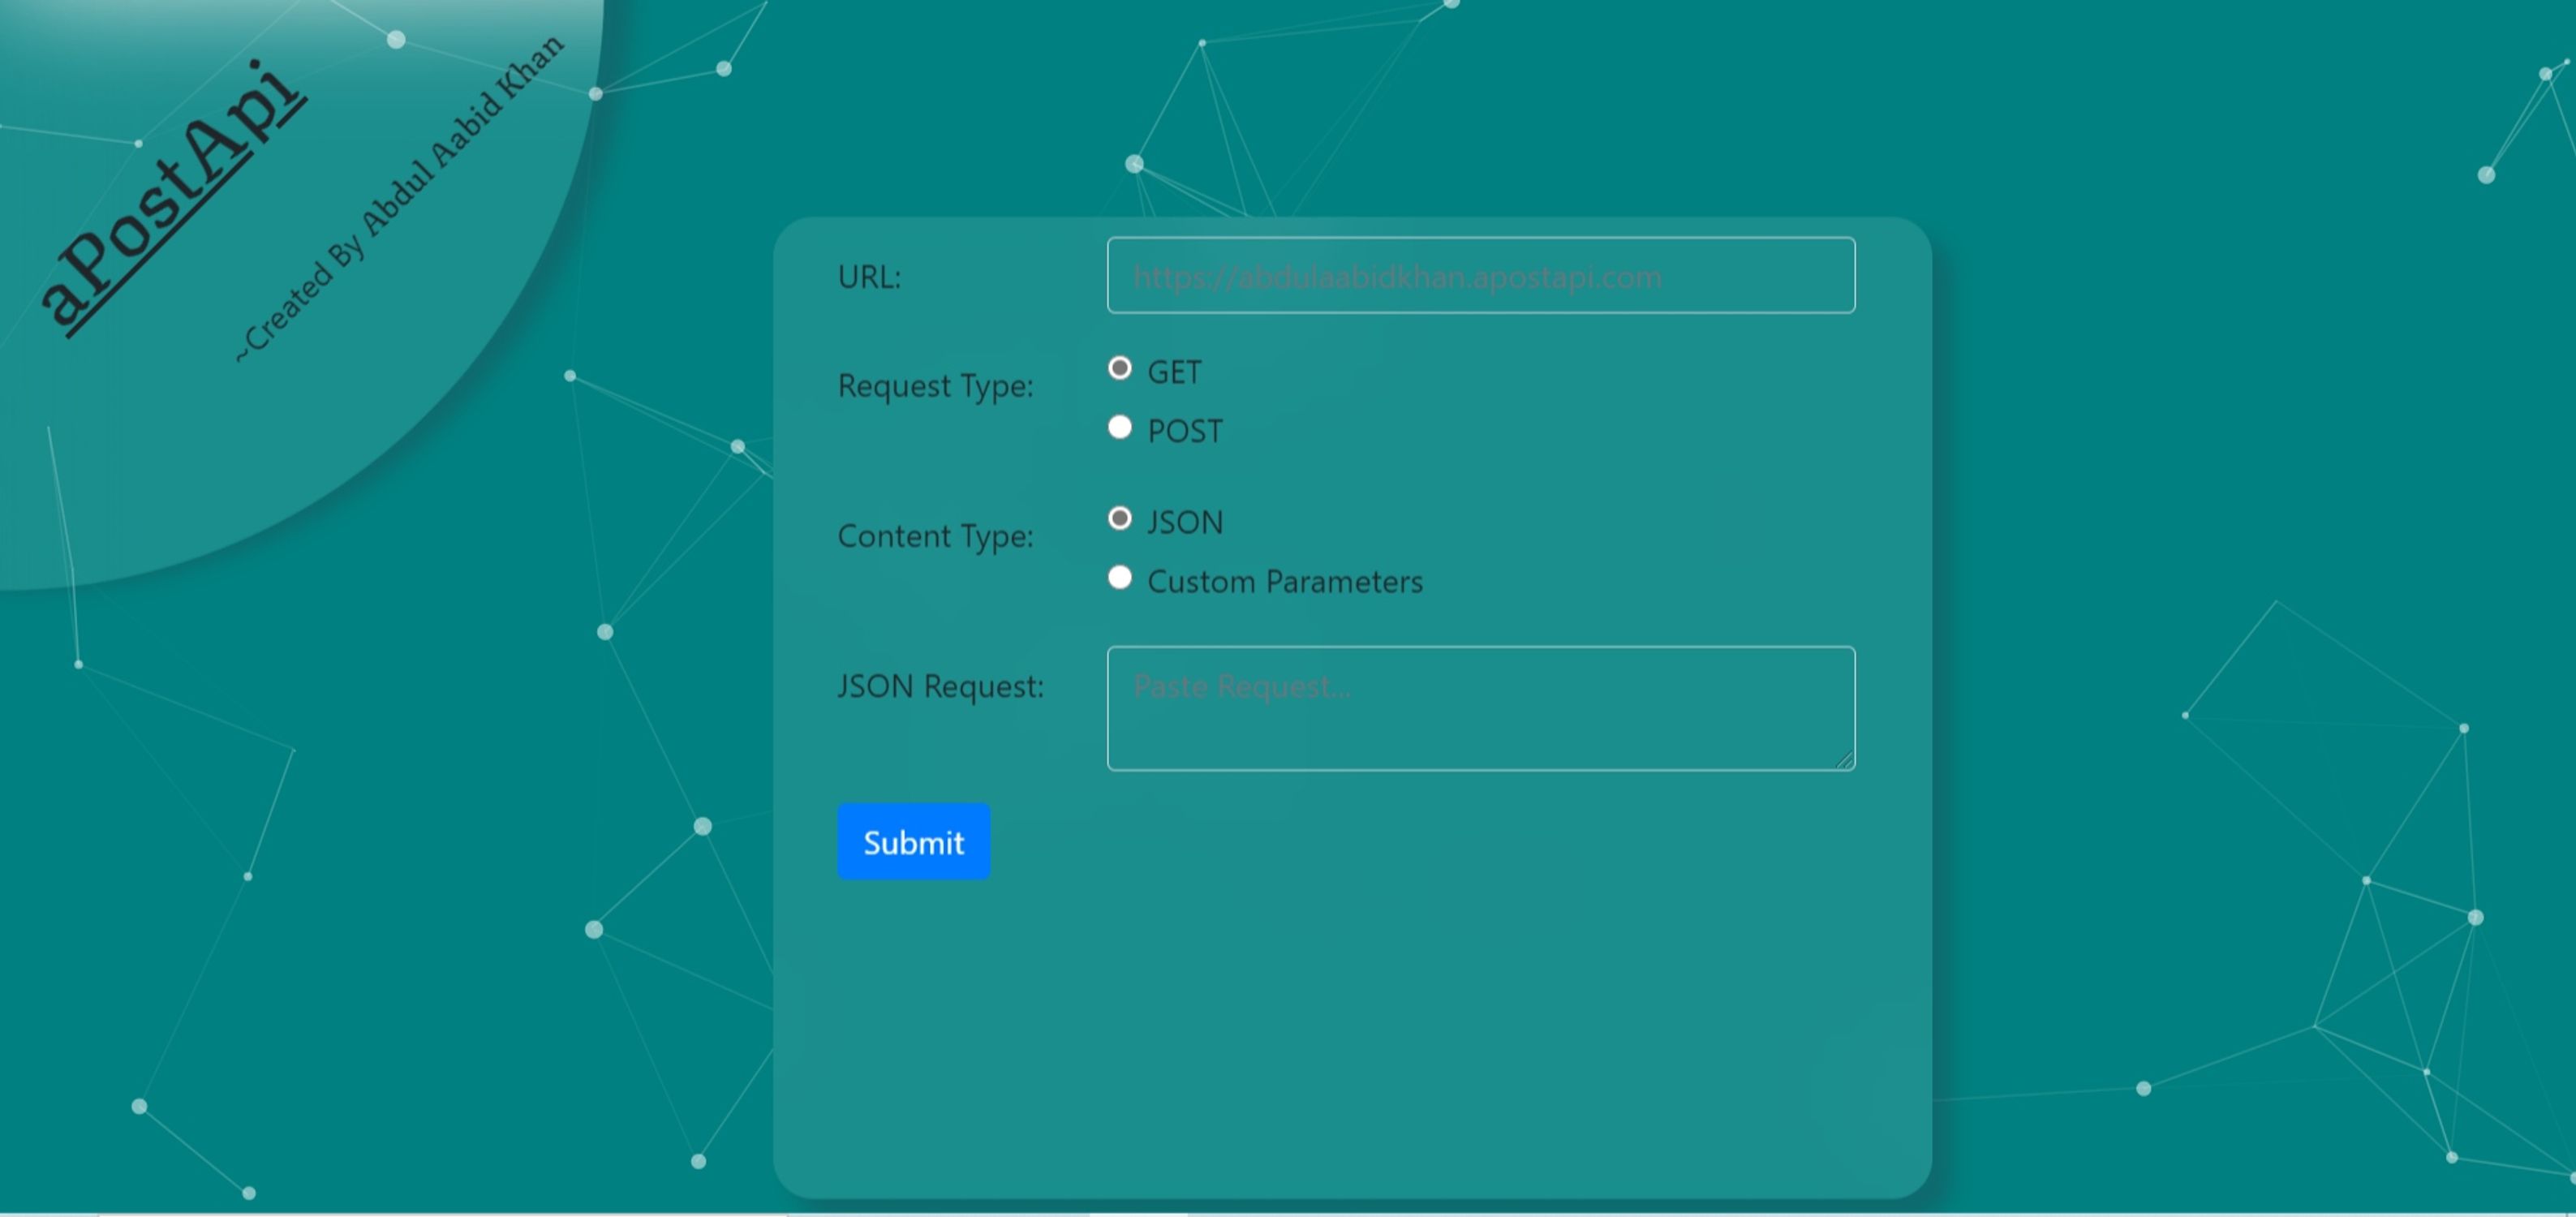 aPostApi
~Created By Abdul Aabid Khan
URL:
https://abdulaabidkhan.apostapi.com
Request Type:
GET
POST
Content Type:
JSON
Custom Parameters
JSON Request:
Paste Request...
Submit